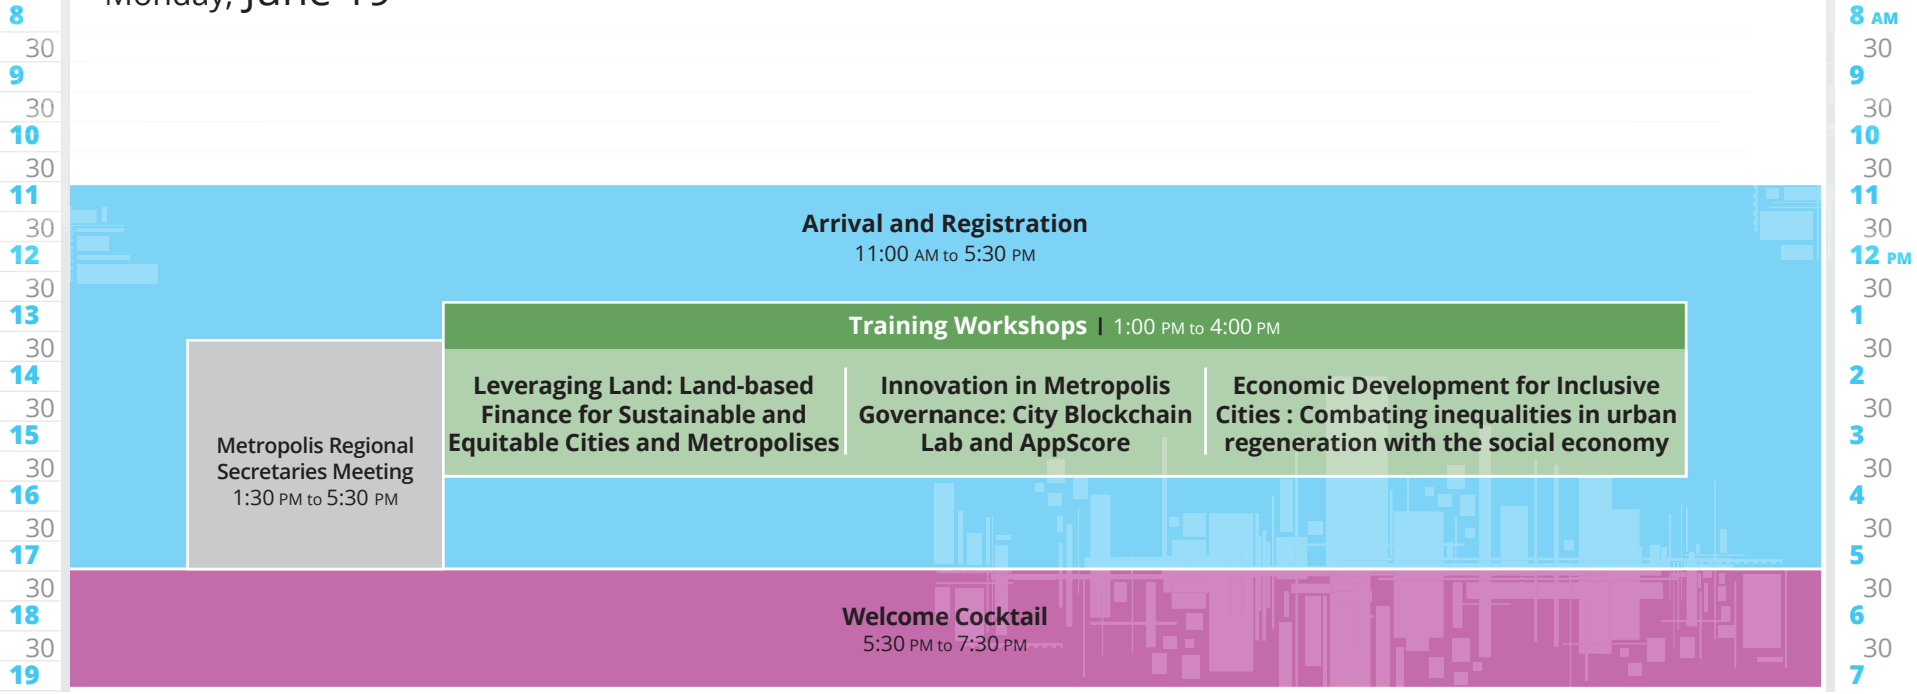 Monday, June 19
8
30
9
30
10
30
11
30
12
30
13
30
14
30
15
30
16
30
17
30
18
30
19
Arrival and Registration
11:00 AM to 5:30 PM
Training Workshops | 1:00 PM to 4:00 PM
Leveraging Land: Land-based
Finance for Sustainable and
Equitable Cities and Metropolises
Innovation in Metropolis
Governance: City Blockchain
Lab and AppScore
Economic Development for Inclusive
Cities : Combating inequalities in urban
regeneration with the social economy
Metropolis Regional
Secretaries Meeting
1:30 PM to 5:30 PM
Welcome Cocktail
5:30 PM to 7:30 PM
8 AM
30
9
30
10
30
11
30
12 PM
30
1
30
2
30
3
30
4
30
5
30
6
30
7